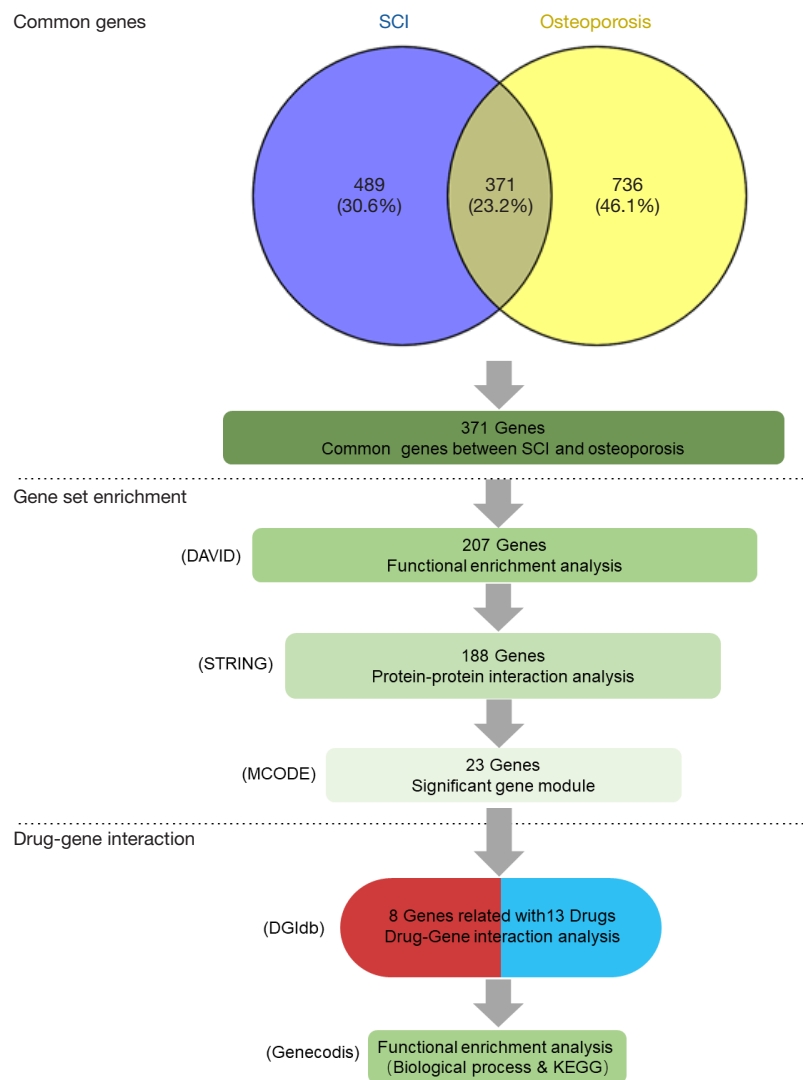 Common genes
SCI
Osteoporosis
489
(30.6%)
371
(23.2%)
736
(46.1%)
371 Genes
Common genes between SCI and osteoporosis
Gene set enrichment
(DAVID)
207 Genes
Functional enrichment analysis
(STRING)
188 Genes
Protein-protein interaction analysis
(MCODE)
23 Genes
Significant gene module
Drug-gene interaction
(DGIdb)
8 Genes related with13 Drugs
Drug-Gene interaction analysis
(Genecodis)
Functional enrichment analysis
（Biological process & KEGG）